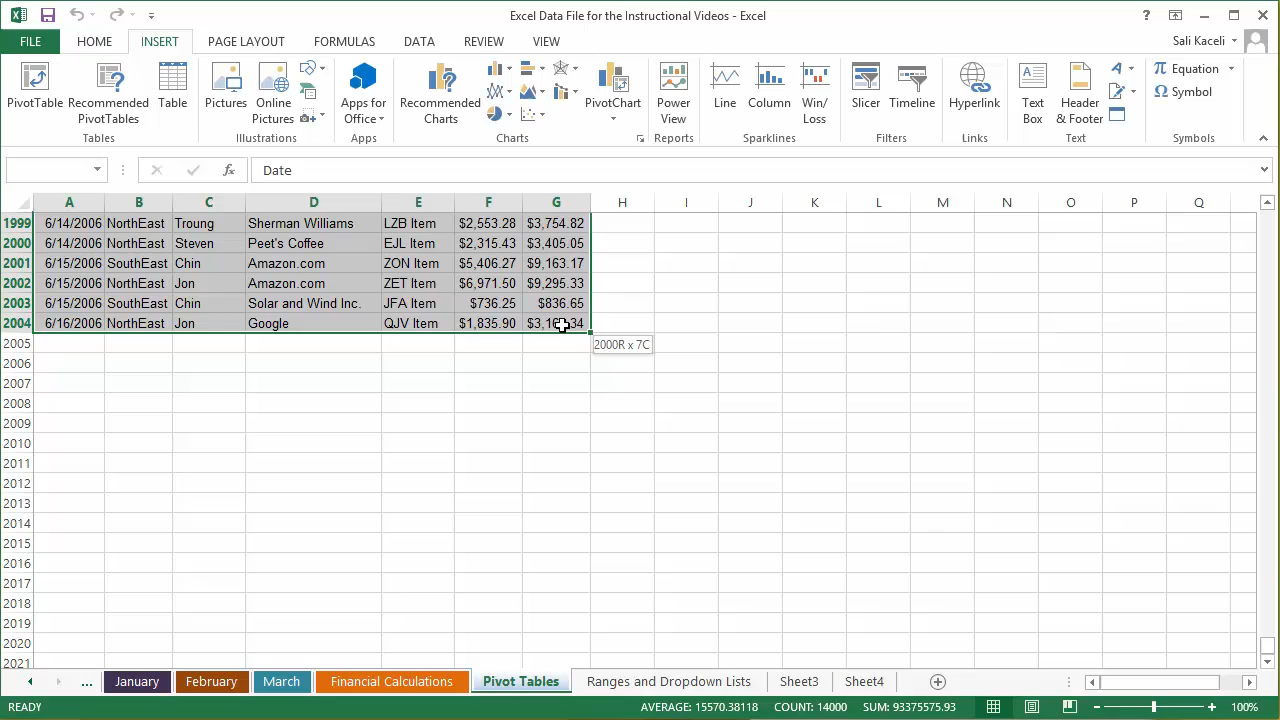 Excel Data File for the Instructional Videos - Excel
FILE HOME INSERT PAGE LAYOUT FORMULAS DATA REVIEW VIEW Sali Kaceli
PivotTable
Recommended PivotTables
Table
Tables
Pictures
Online Pictures
Illustrations
Apps for Office
Apps
Recommended Charts
PivotChart
Charts
Power View
Reports
Line
Column
Win/ Loss
Sparklines
Slicer
Timeline
Filters
Hyperlink
Links
Text Box
Header & Footer
Text
Equation
Symbol
Symbols
fx Date
A B C D E F G H I J K L M N O P Q
1999 6/14/2006 NorthEast Troung Sherman Williams LZB Item $2,553.28 $3,754.82
2000 6/14/2006 NorthEast Steven Peet's Coffee EJL Item $2,315.43 $3,405.05
2001 6/15/2006 SouthEast Chin Amazon.com ZON Item $5,406.27 $9,163.17
2002 6/15/2006 NorthEast Jon Amazon.com ZET Item $6,971.50 $9,295.33
2003 6/15/2006 SouthEast Chin Solar and Wind Inc. JFA Item $736.25 $836.65
2004 6/16/2006 NorthEast Jon Google QJV Item $1,835.90
2005 2000R x 7C
2006
2007
2008
2009
2010
2011
2012
2013
2014
2015
2016
2017
2018
2019
2020
2021
... January February March Financial Calculations Pivot Tables Ranges and Dropdown Lists Sheet3 Sheet4
READY AVERAGE: 15570.38118 COUNT: 14000 SUM: 93375575.93 100%